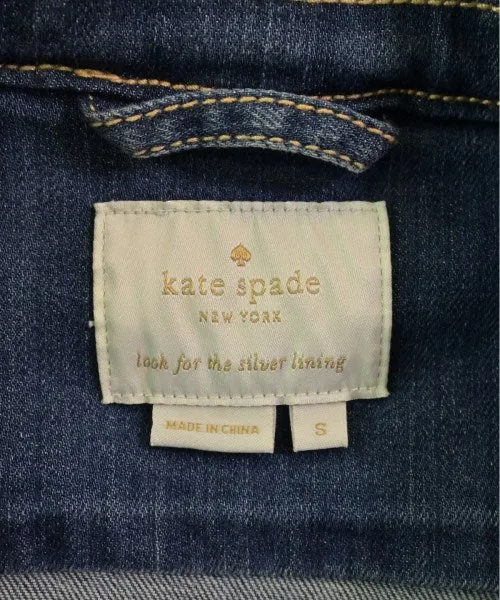 kate spade
NEW YORK
look for the silver lining
MADE IN CHINA
S